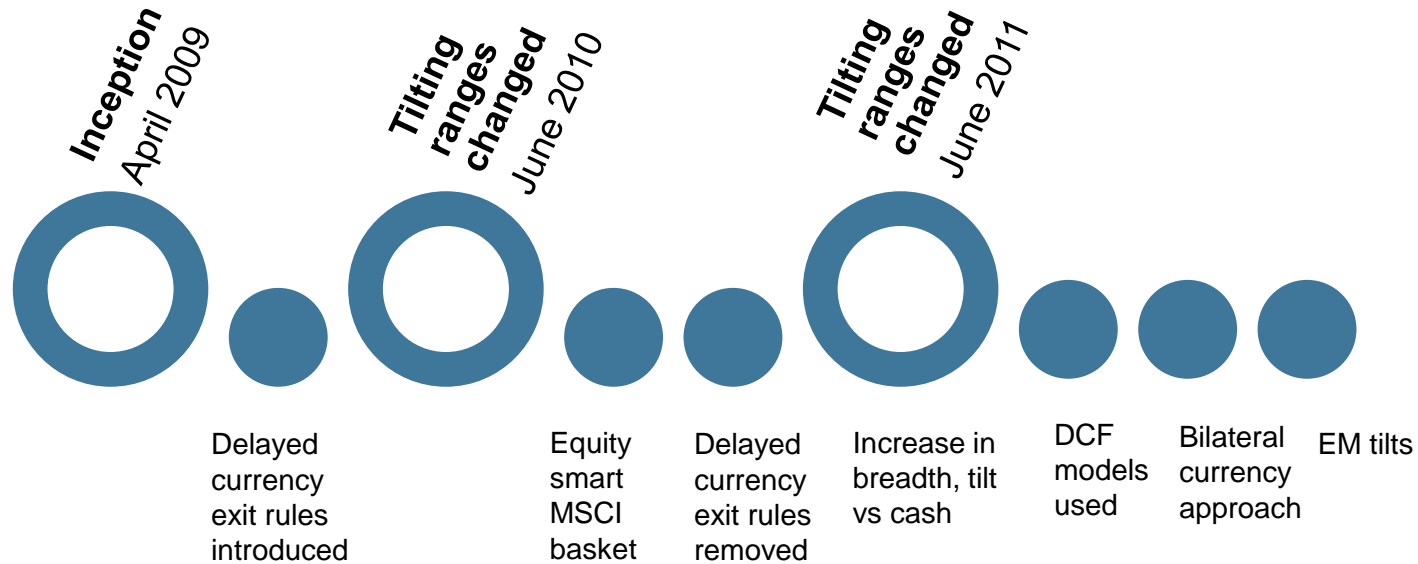 Inception
April 2009
Tilting
ranges
changed
June 2010
Tilting
ranges
changed
June 2011
Delayed
currency
exit rules
introduced
Equity
smart
MSCI
basket
Delayed
currency
exit rules
removed
Increase in
breadth, tilt
vs cash
DCF
models
used
Bilateral
currency
approach
EM tilts